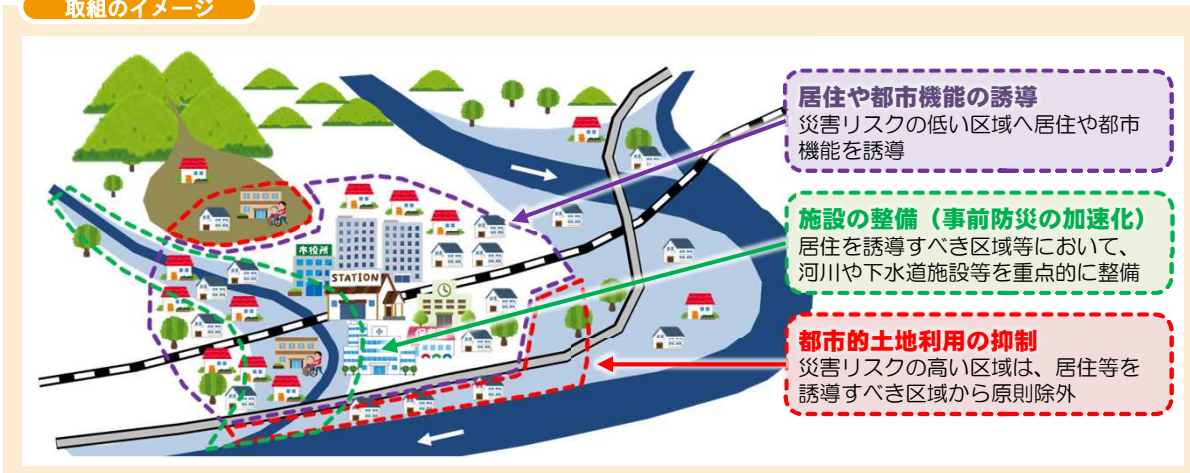 取組のイメージ
居住や都市機能の誘導
災害リスクの低い区域へ居住や都市
機能を誘導
施設の整備（事前防災の加速化）
居住を誘導すべき区域等において、
河川や下水道施設等を重点的に整備
都市的土地利用の抑制
災害リスクの高い区域は、居住等を
誘導すべき区域から原則除外
市役所
STATION